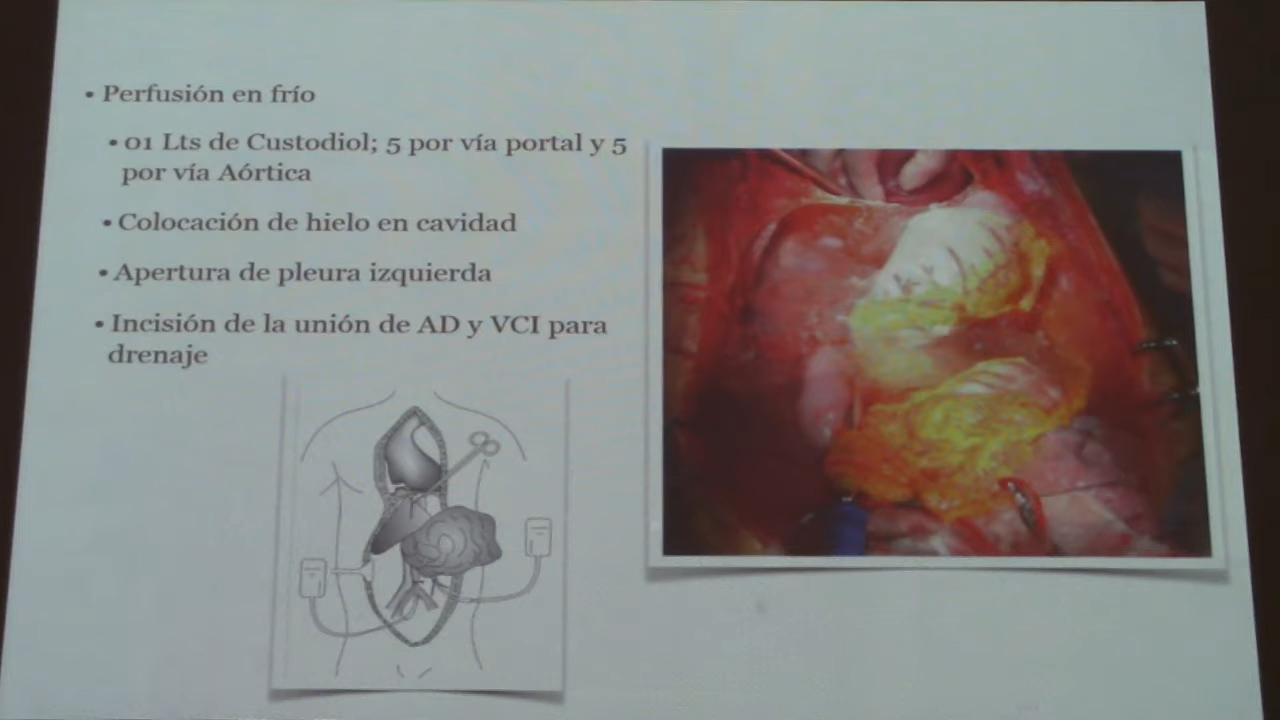 • Perfusión en frío
• 01 Lts de Custodiol; 5 por vía portal y 5
por vía Aórtica
• Colocación de hielo en cavidad
• Apertura de pleura izquierda
• Incisión de la unión de AD y VCI para
drenaje